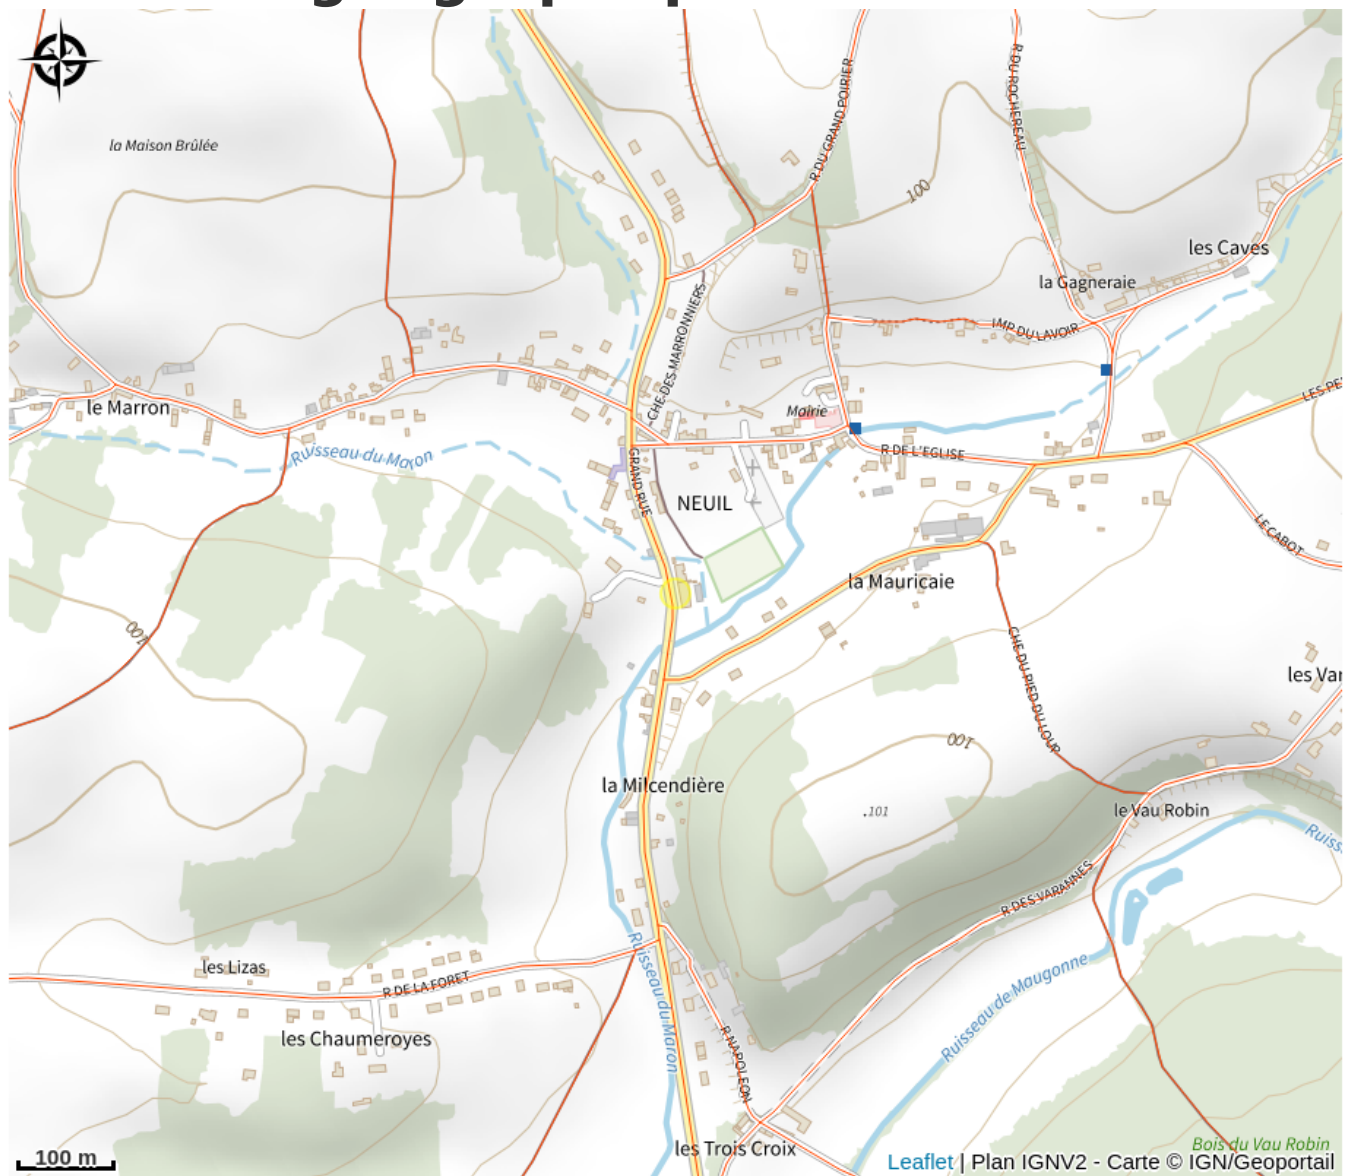 la Maison Brûlée
R DU GRAND POIRIER
R DU ROCHEREAU
100
les Caves
la Gagneraie
IMP DU LAVOIR
CHE DES MARRONNIERS
le Marron
Mairie
LES PE
Ruisseau du Maron
R DE L'EGLISE
GRAND RUE
NEUIL
LE CABOT
la Mauricaie
100
CHE DU PIED DU LOUP
les Var
100
la Milcendière
.101
le Vau Robin
Ruiss
R DES VARANNES
les Lizas
R DE LA FORET
Ruisseau du Maron
Ruisseau de Maugonne
les Chaumeroyes
R NAPOLEON
les Trois Croix
Bois du Vau Robin
100 m
Leaflet | Plan IGNV2 - Carte © IGN/Geoportail